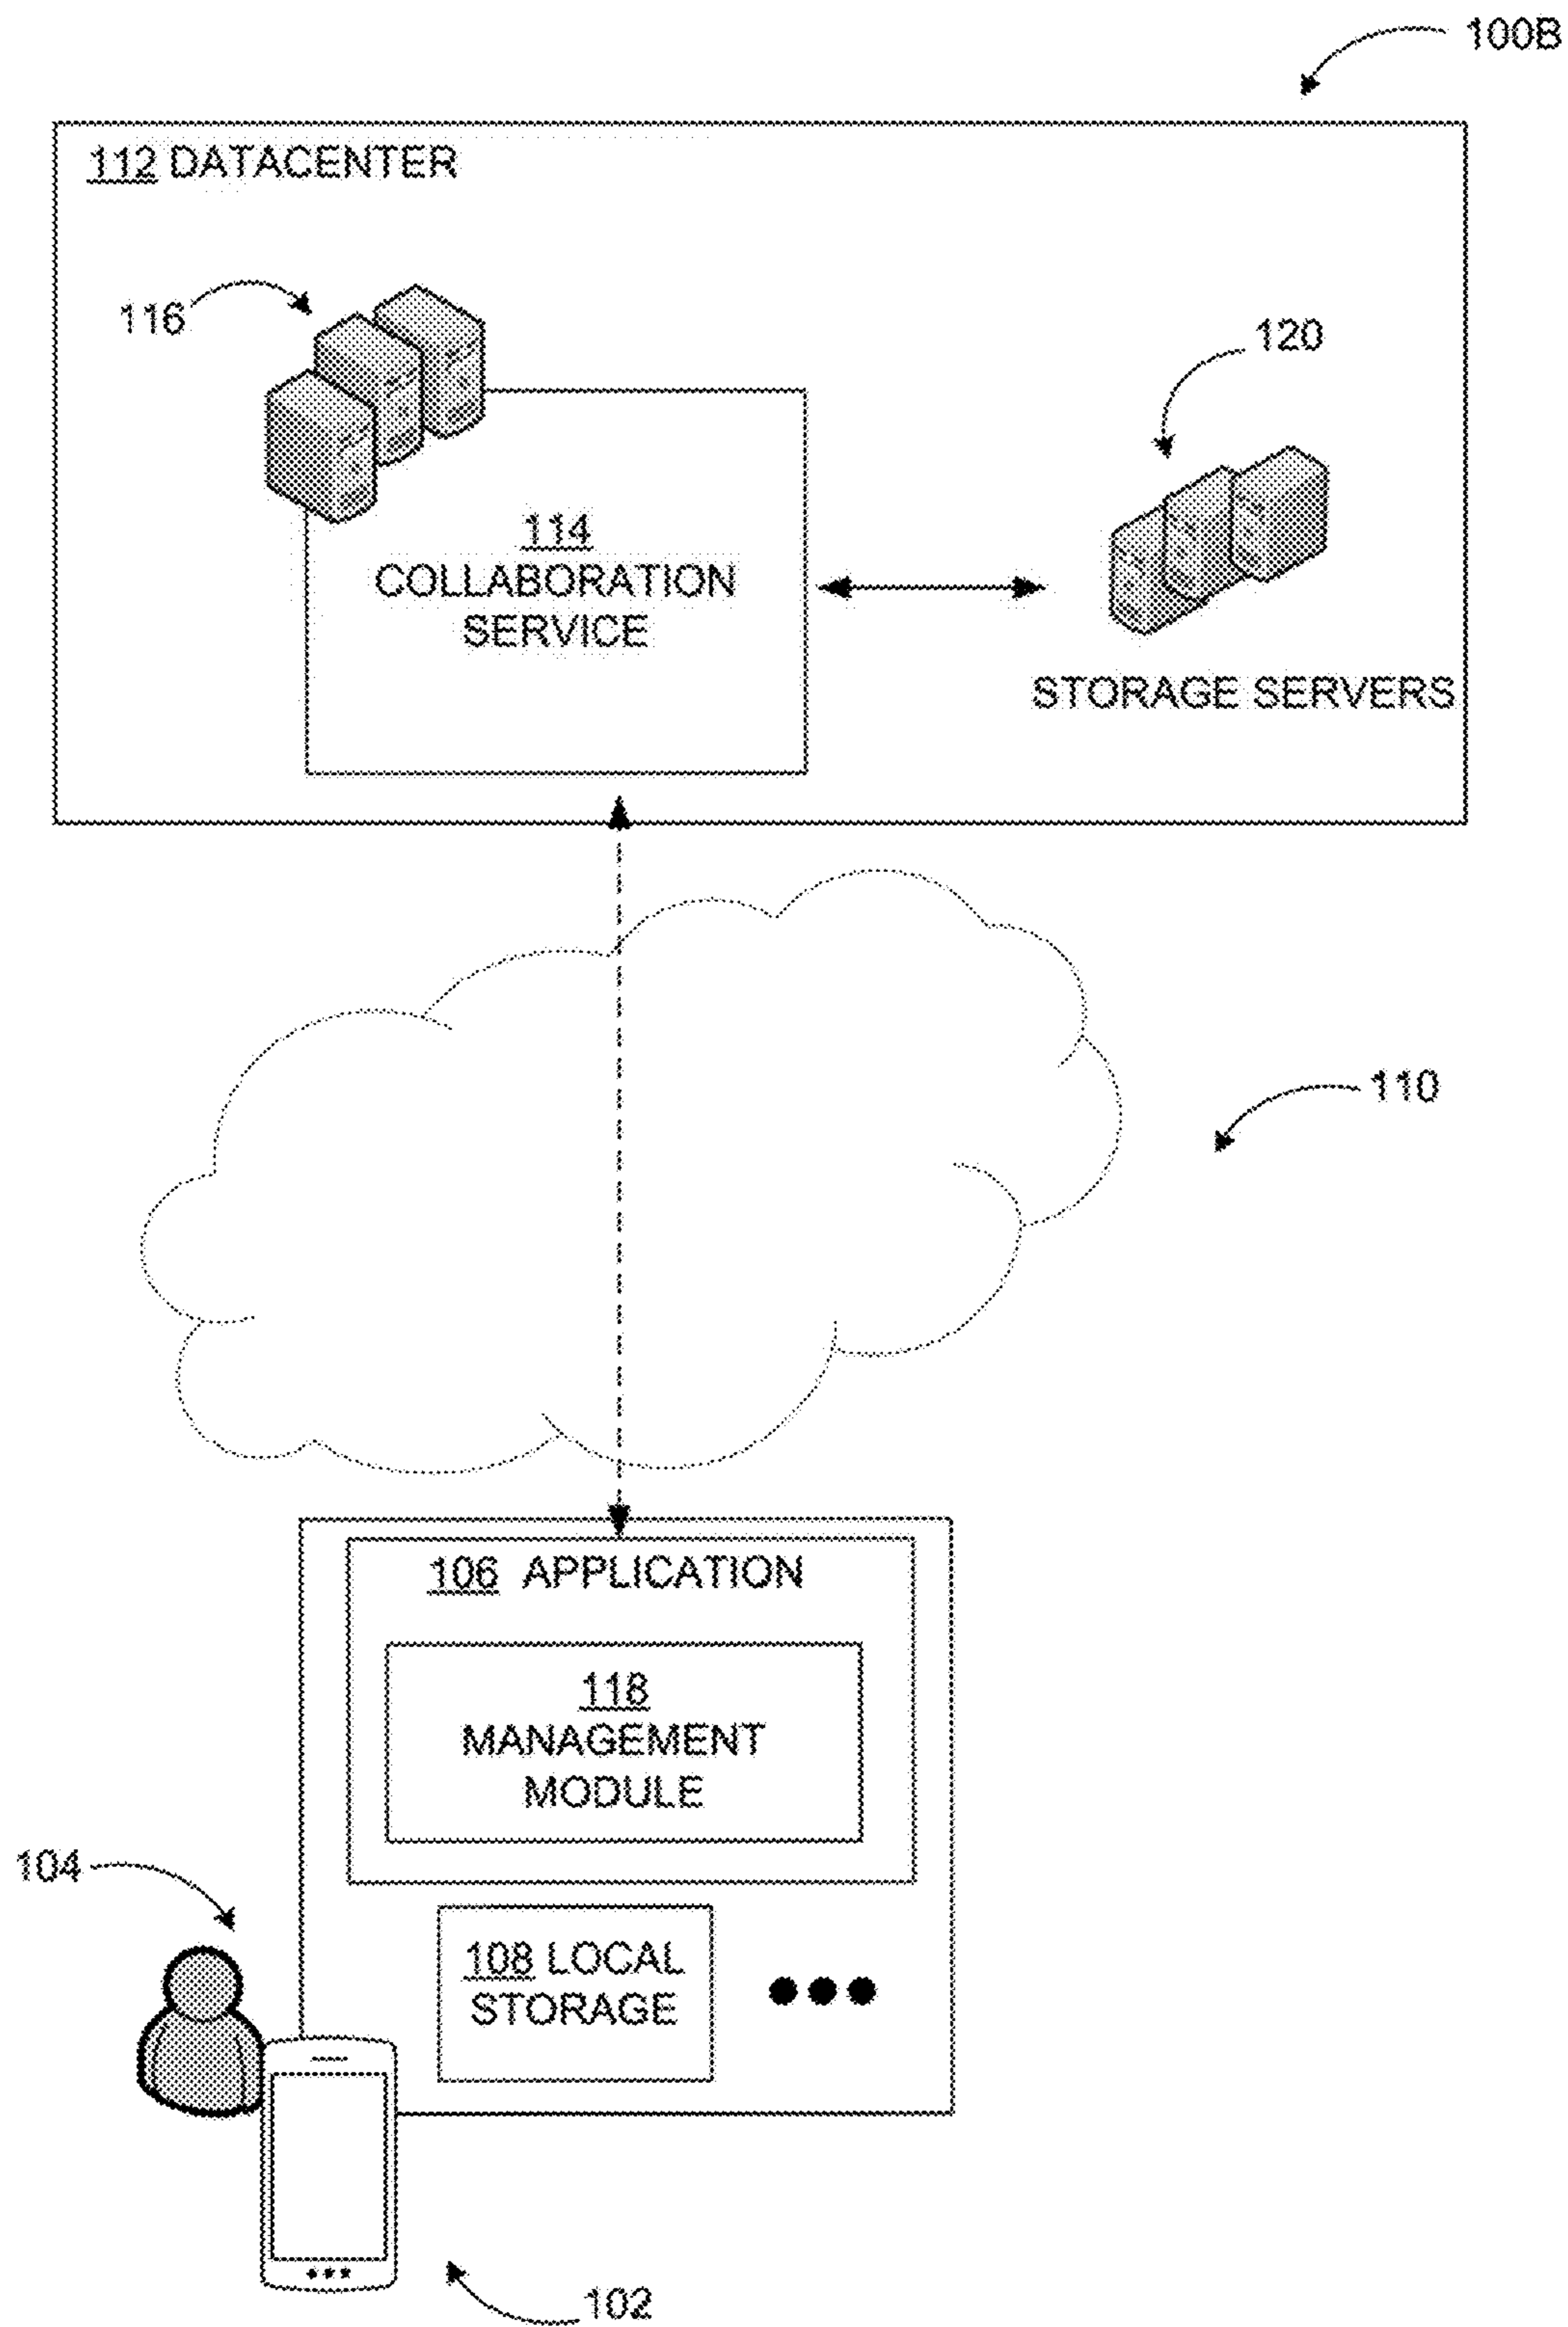 100B
112 DATACENTER
116
120
114
COLLABORATION
SERVICE
STORAGE SERVERS
110
106 APPLICATION
118
MANAGEMENT
MODULE
104
108 LOCAL
STORAGE
102